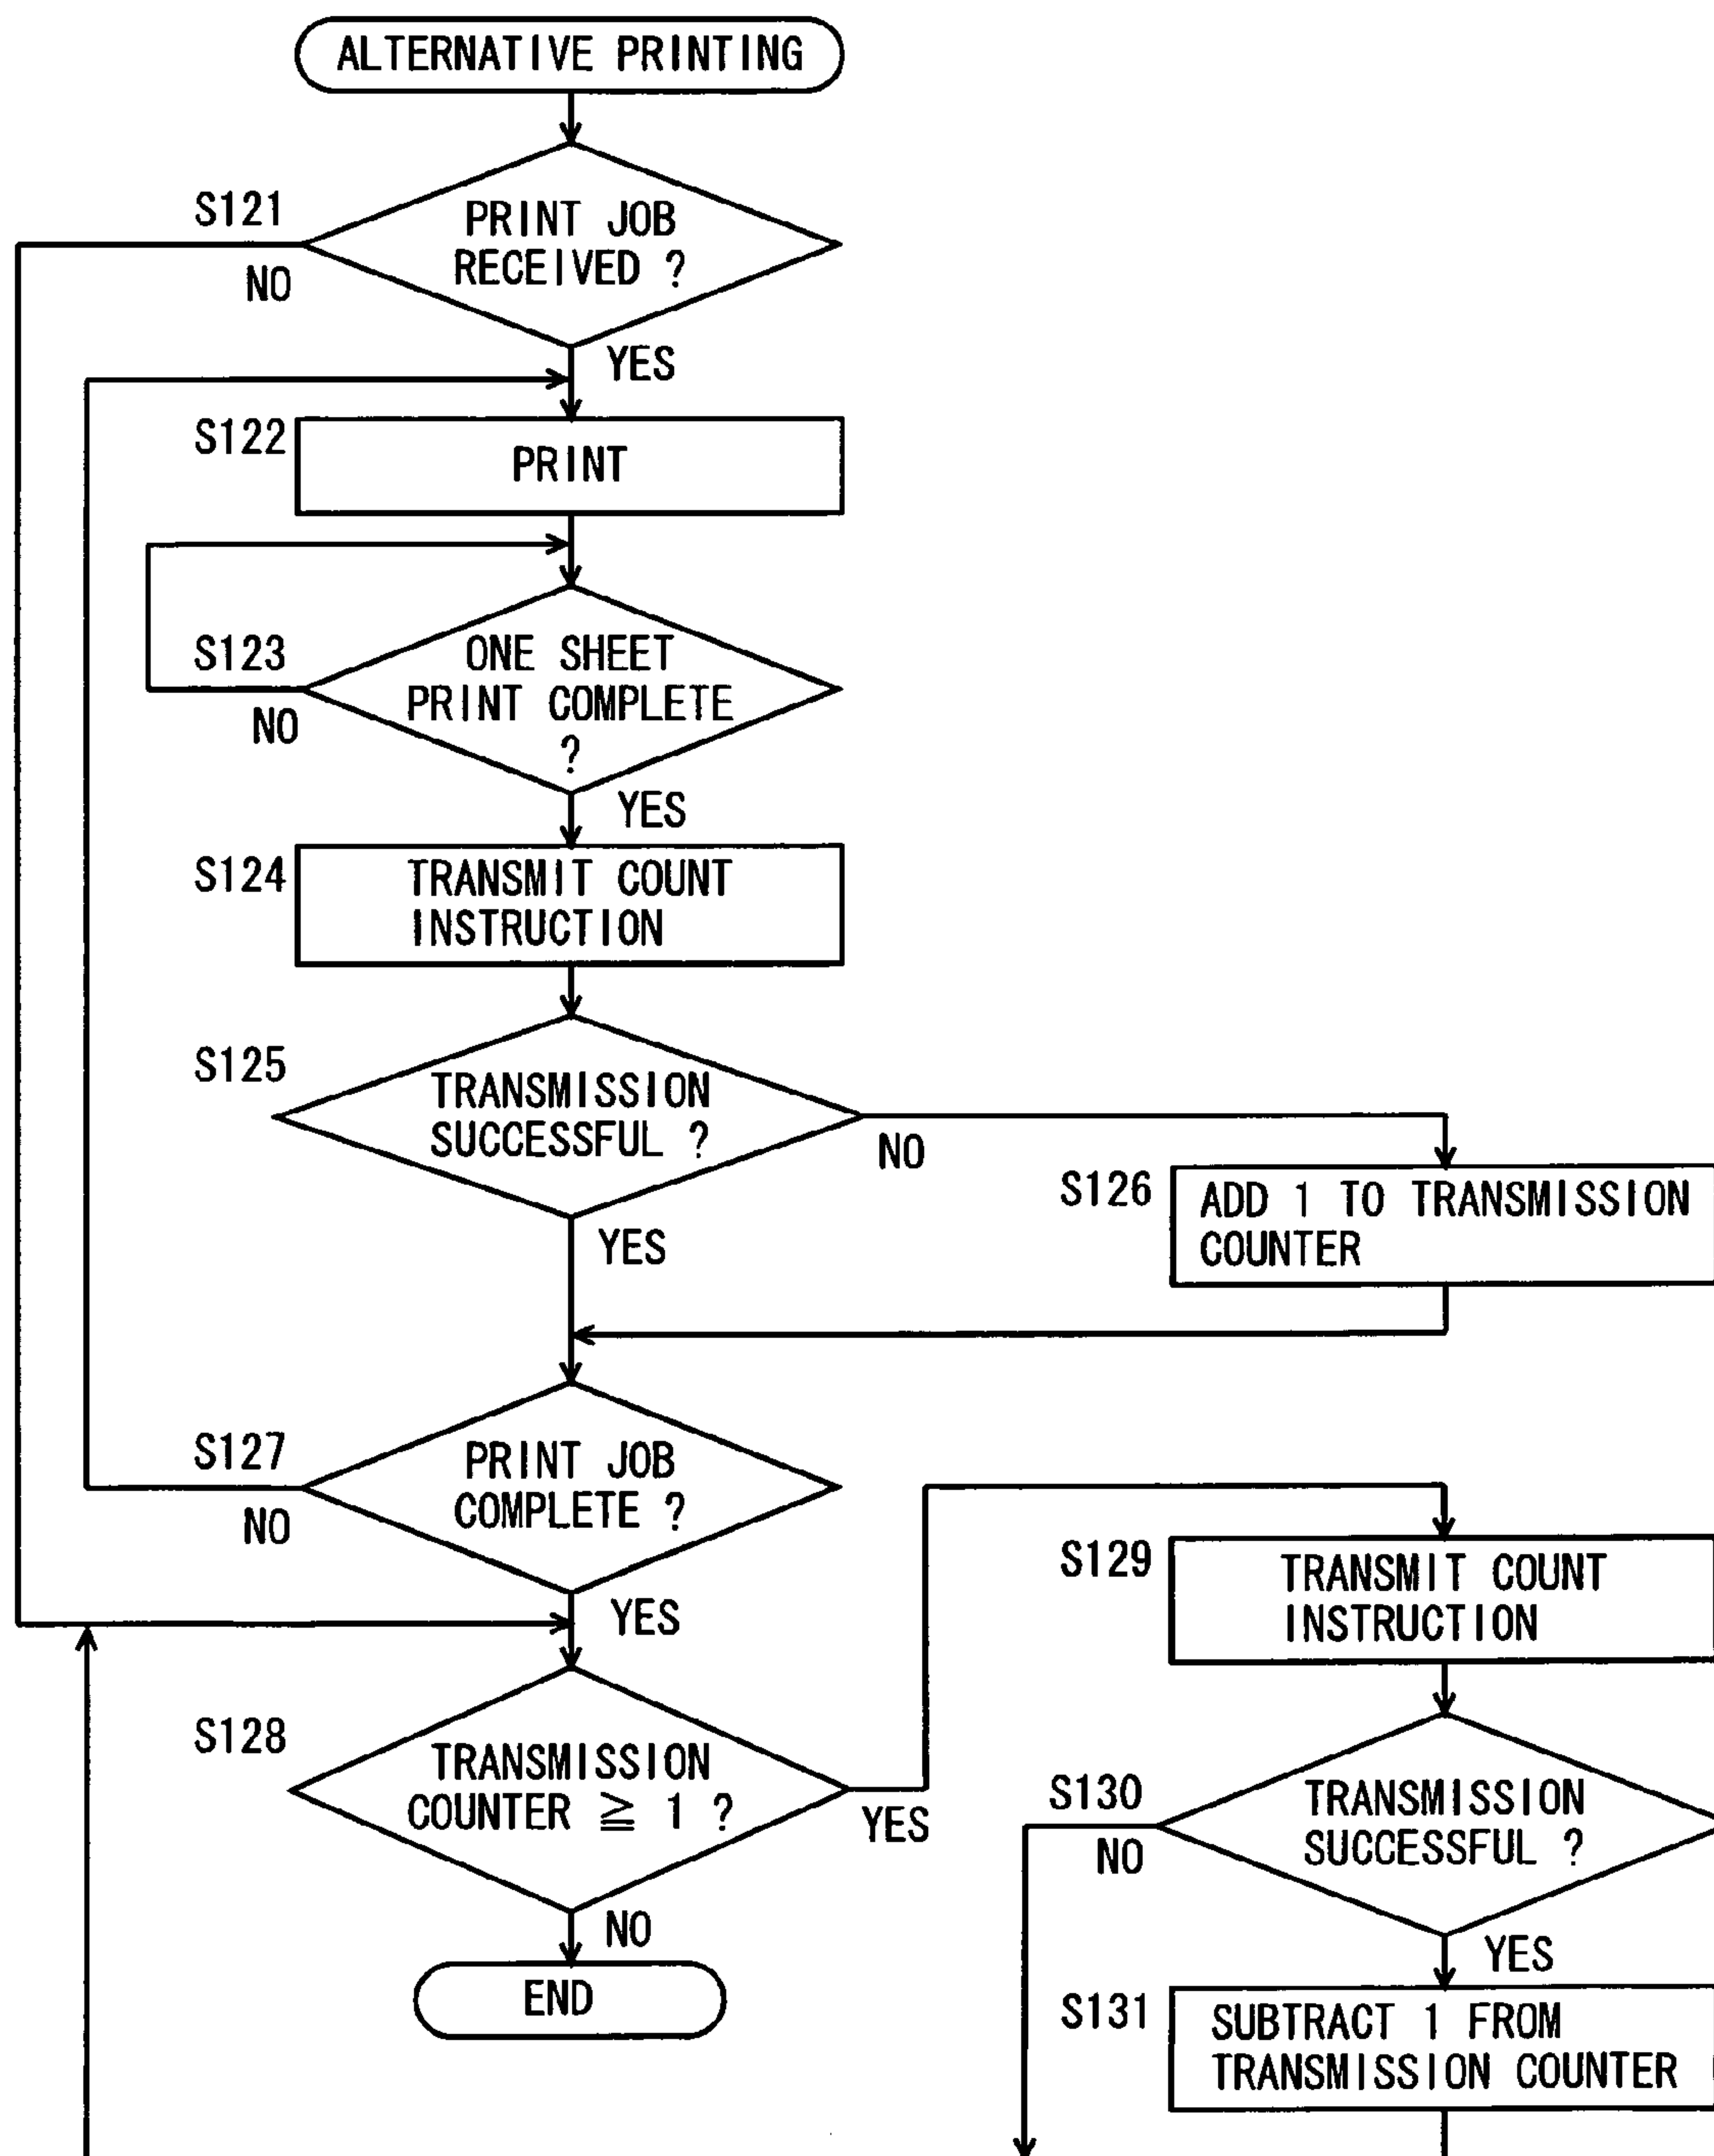 ALTERNATIVE PRINTING
S121
PRINT JOB
RECEIVED ?
NO
YES
S122
PRINT
S123
ONE SHEET
PRINT COMPLETE
?
NO
YES
S124
TRANSMIT COUNT
INSTRUCTION
S125
TRANSMISSION
SUCCESSFUL ?
NO
YES
S126
ADD 1 TO TRANSMISSION
COUNTER
S127
PRINT JOB
COMPLETE ?
NO
YES
S128
TRANSMISSION
COUNTER ≧ 1 ?
YES
NO
END
S129
TRANSMIT COUNT
INSTRUCTION
S130
TRANSMISSION
SUCCESSFUL ?
NO
YES
S131
SUBTRACT 1 FROM
TRANSMISSION COUNTER